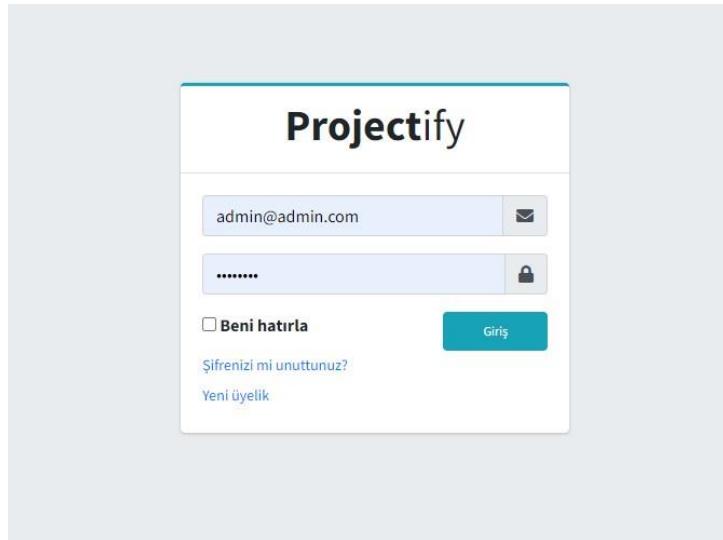 Projectify
admin@admin.com
••••••••
Beni hatırla
Giriş
Şifrenizi mi unuttunuz?
Yeni üyelik